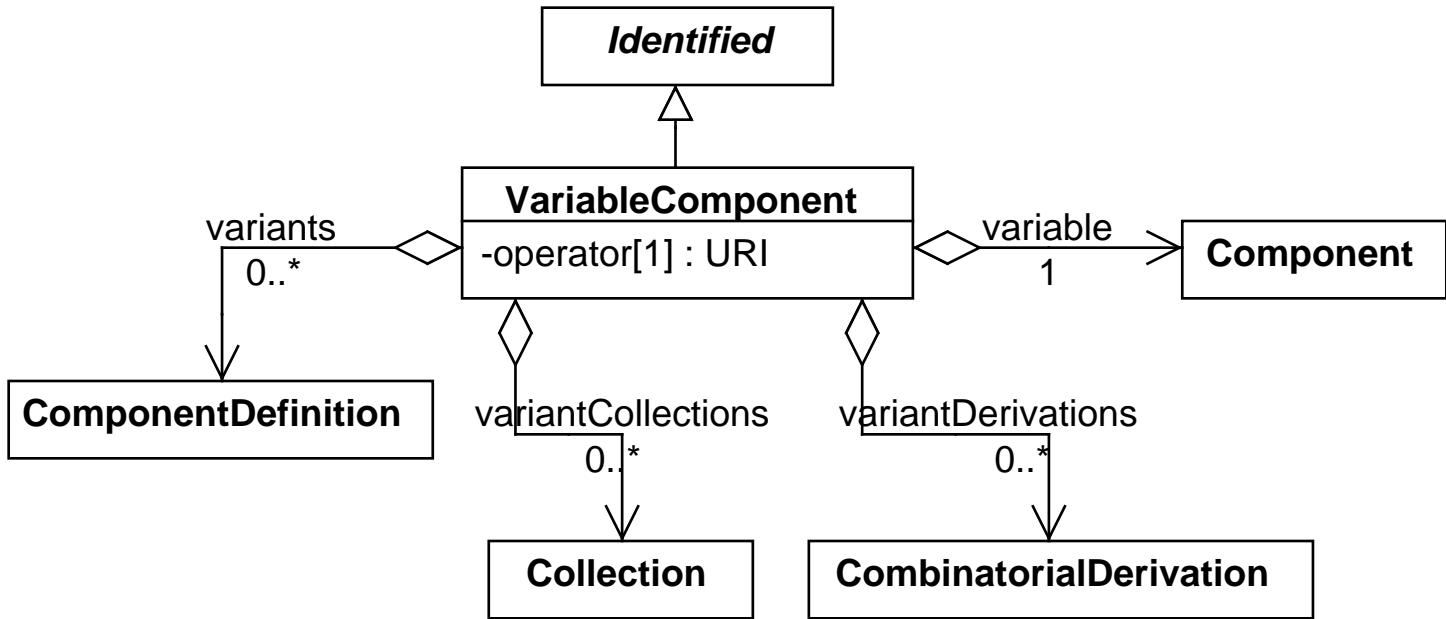 Identified
VariableComponent
-operator[1] : URI
variants
0..*
variable
1
Component
ComponentDefinition
variantCollections
0..*
variantDerivations
0..*
Collection
CombinatorialDerivation